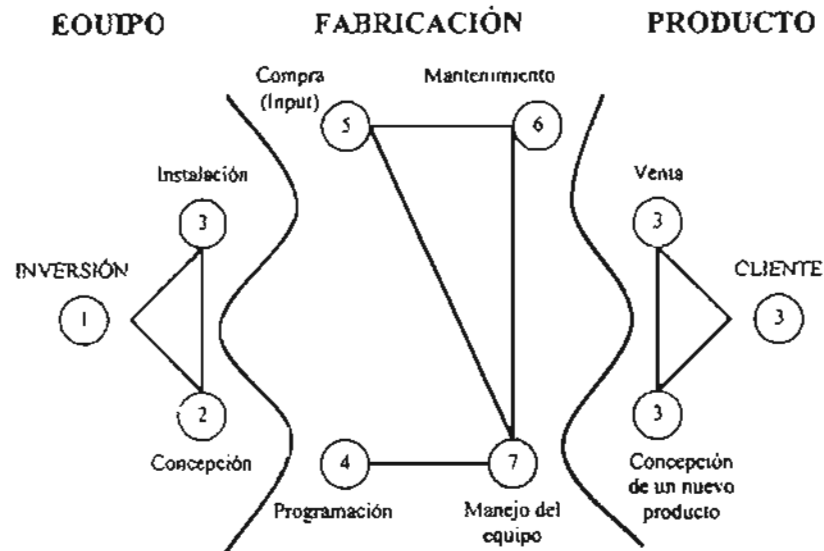 EQUIPO FABRICACIÓN PRODUCTO
Compra
(Input)
Mantenimiento
5
6
Instalación
Venta
3
3
INVERSIÓN
CLIENTE
1
3
2
3
Concepción
4
7
Concepción
de un nuevo
producto
Programación
Manejo del
equipo